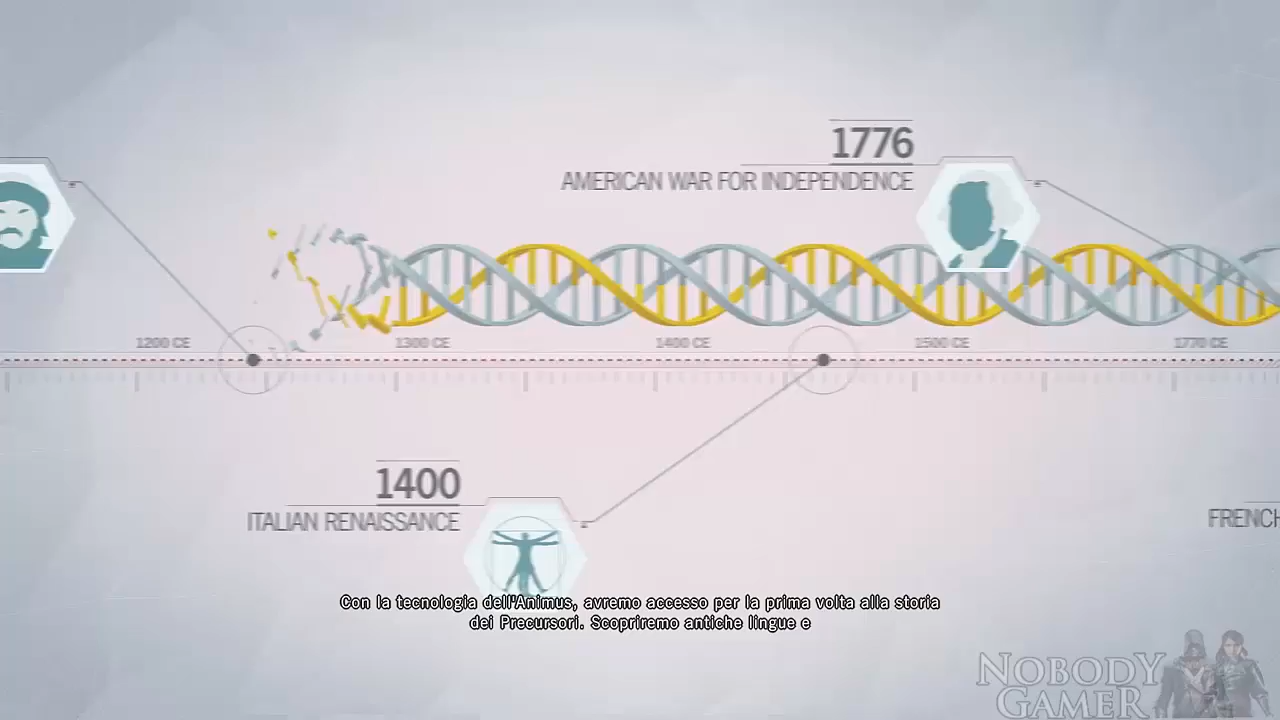 1776
AMERICAN WAR FOR INDEPENDENCE
1200 CE
1300 CE
1400 CE
1500 CE
1770 CE
1400
ITALIAN RENAISSANCE
FRENCH
Con la tecnologia dell'Animus, avremo accesso per la prima volta alla storia
dei Precursori. Scopriremo antiche lingue e
NOBODY
GAMER